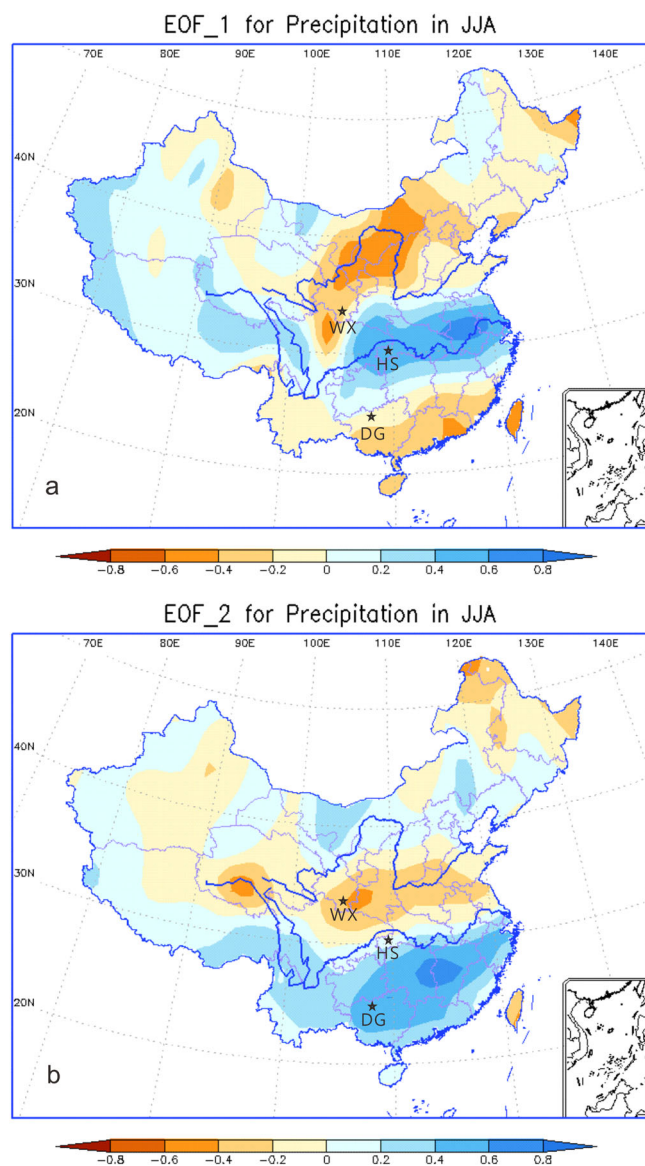 EOF_1 for Precipitation in JJA
70E 80E 90E 100E 110E 120E 130E 140E
40N
30N
20N
WX
HS
DG
a
-0.8 -0.6 -0.4 -0.2 0 0.2 0.4 0.6 0.8
EOF_2 for Precipitation in JJA
70E 80E 90E 100E 110E 120E 130E 140E
40N
30N
20N
WX
HS
DG
b
-0.8 -0.6 -0.4 -0.2 0 0.2 0.4 0.6 0.8